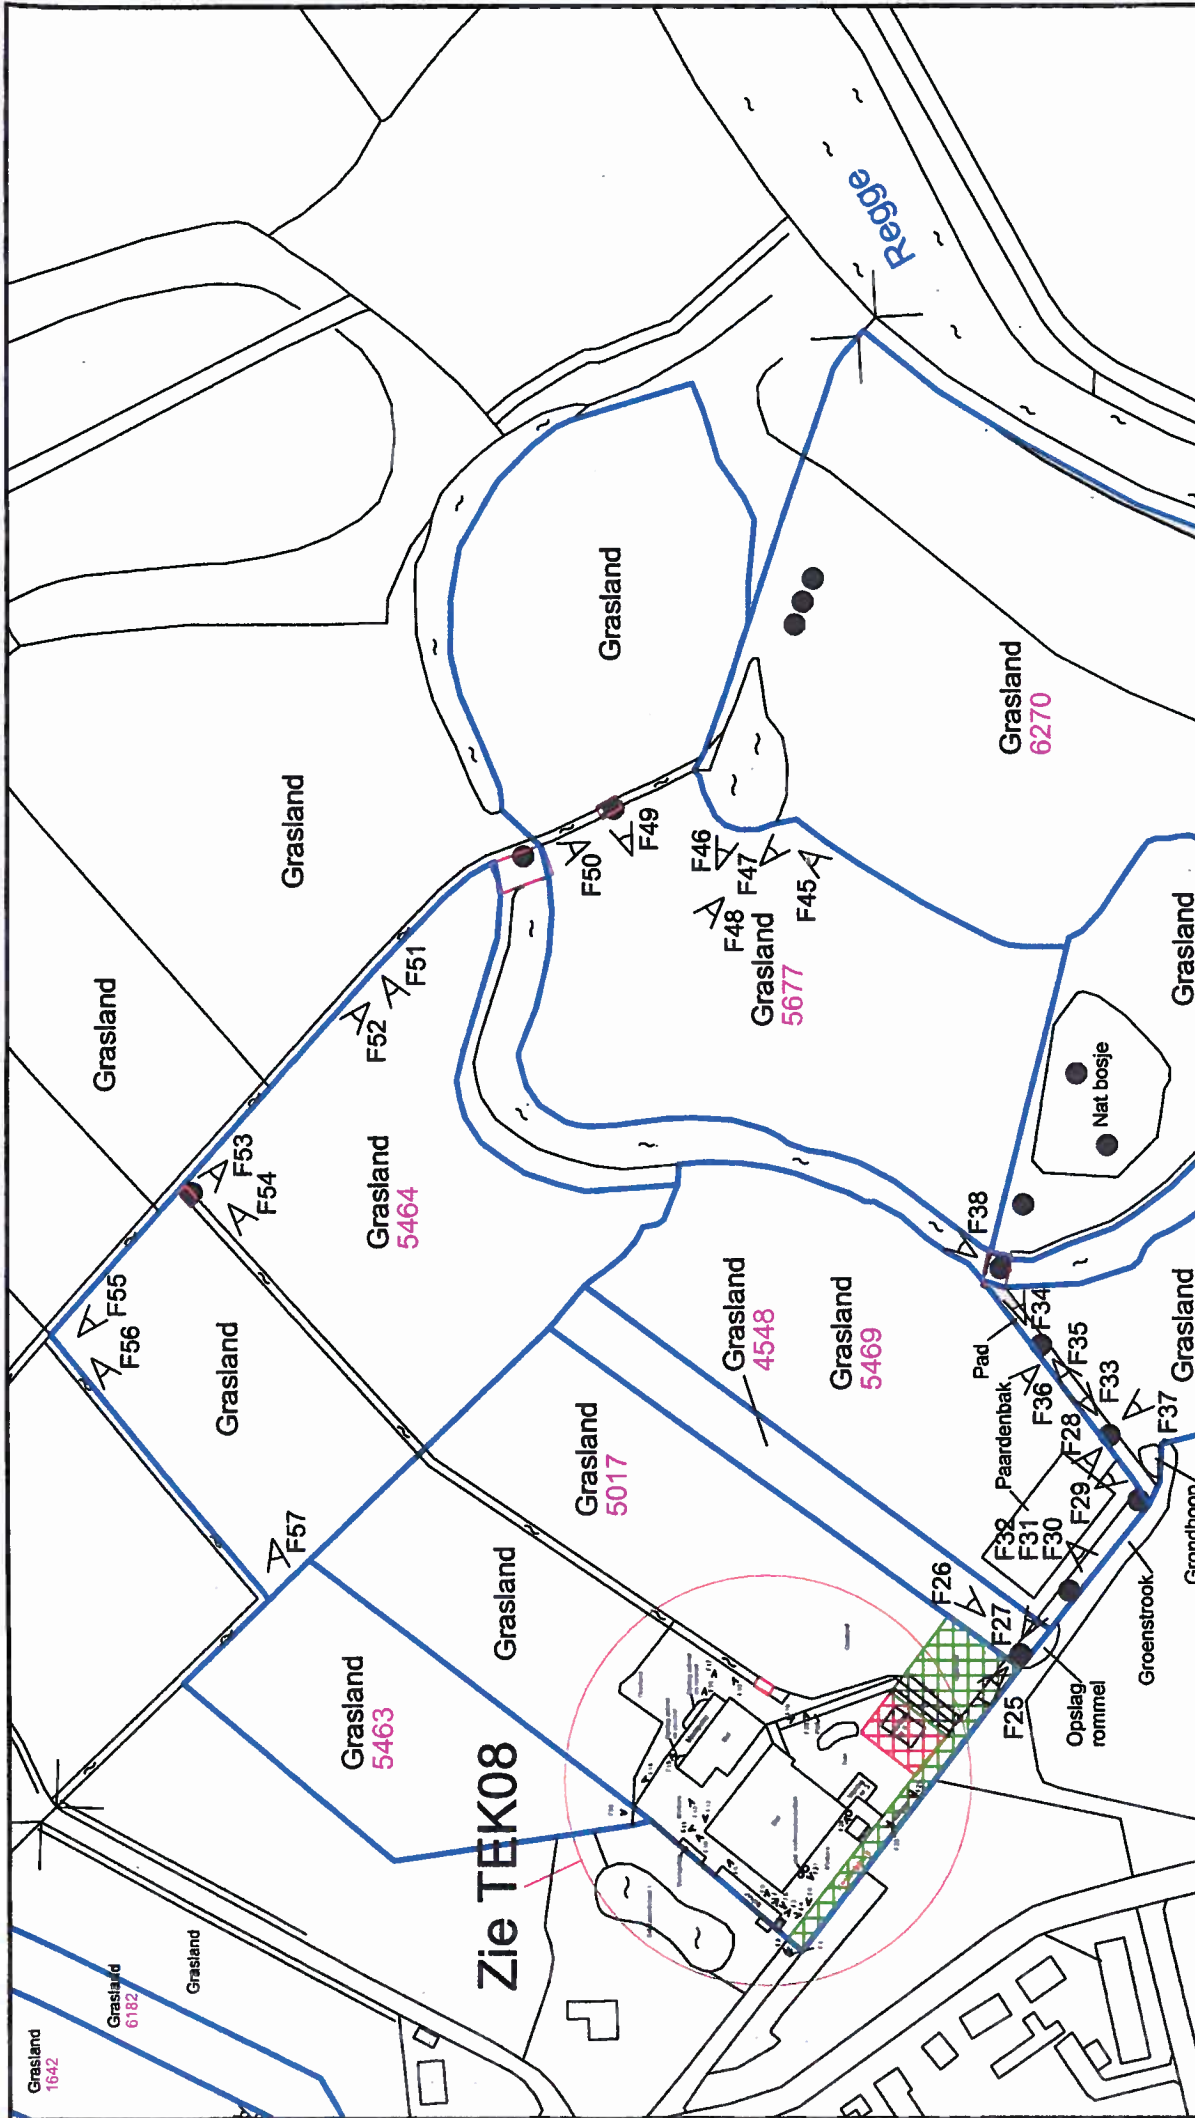 Regge
Grasland
Grasland
Grasland
Grasland
6270
F49
F50
F46
F47
F45
F48
Grasland
5677
Grasland
F51
F52
F53
F54
Grasland
5464
Nat bosje
F38
F55
F56
Grasland
Grasland
4548
Grasland
5469
Pad
F34
F35
F36
F33
F28
F37
Grasland
Paardenbak
F29
F32
F31
F30
Grasland
5017
F57
Grasland
F26
F27
Groenstrook
F25
Opslag
rommel
Grasland
5463
Zie TEK08
Grasland
Grasland
6182
Grasland
1642